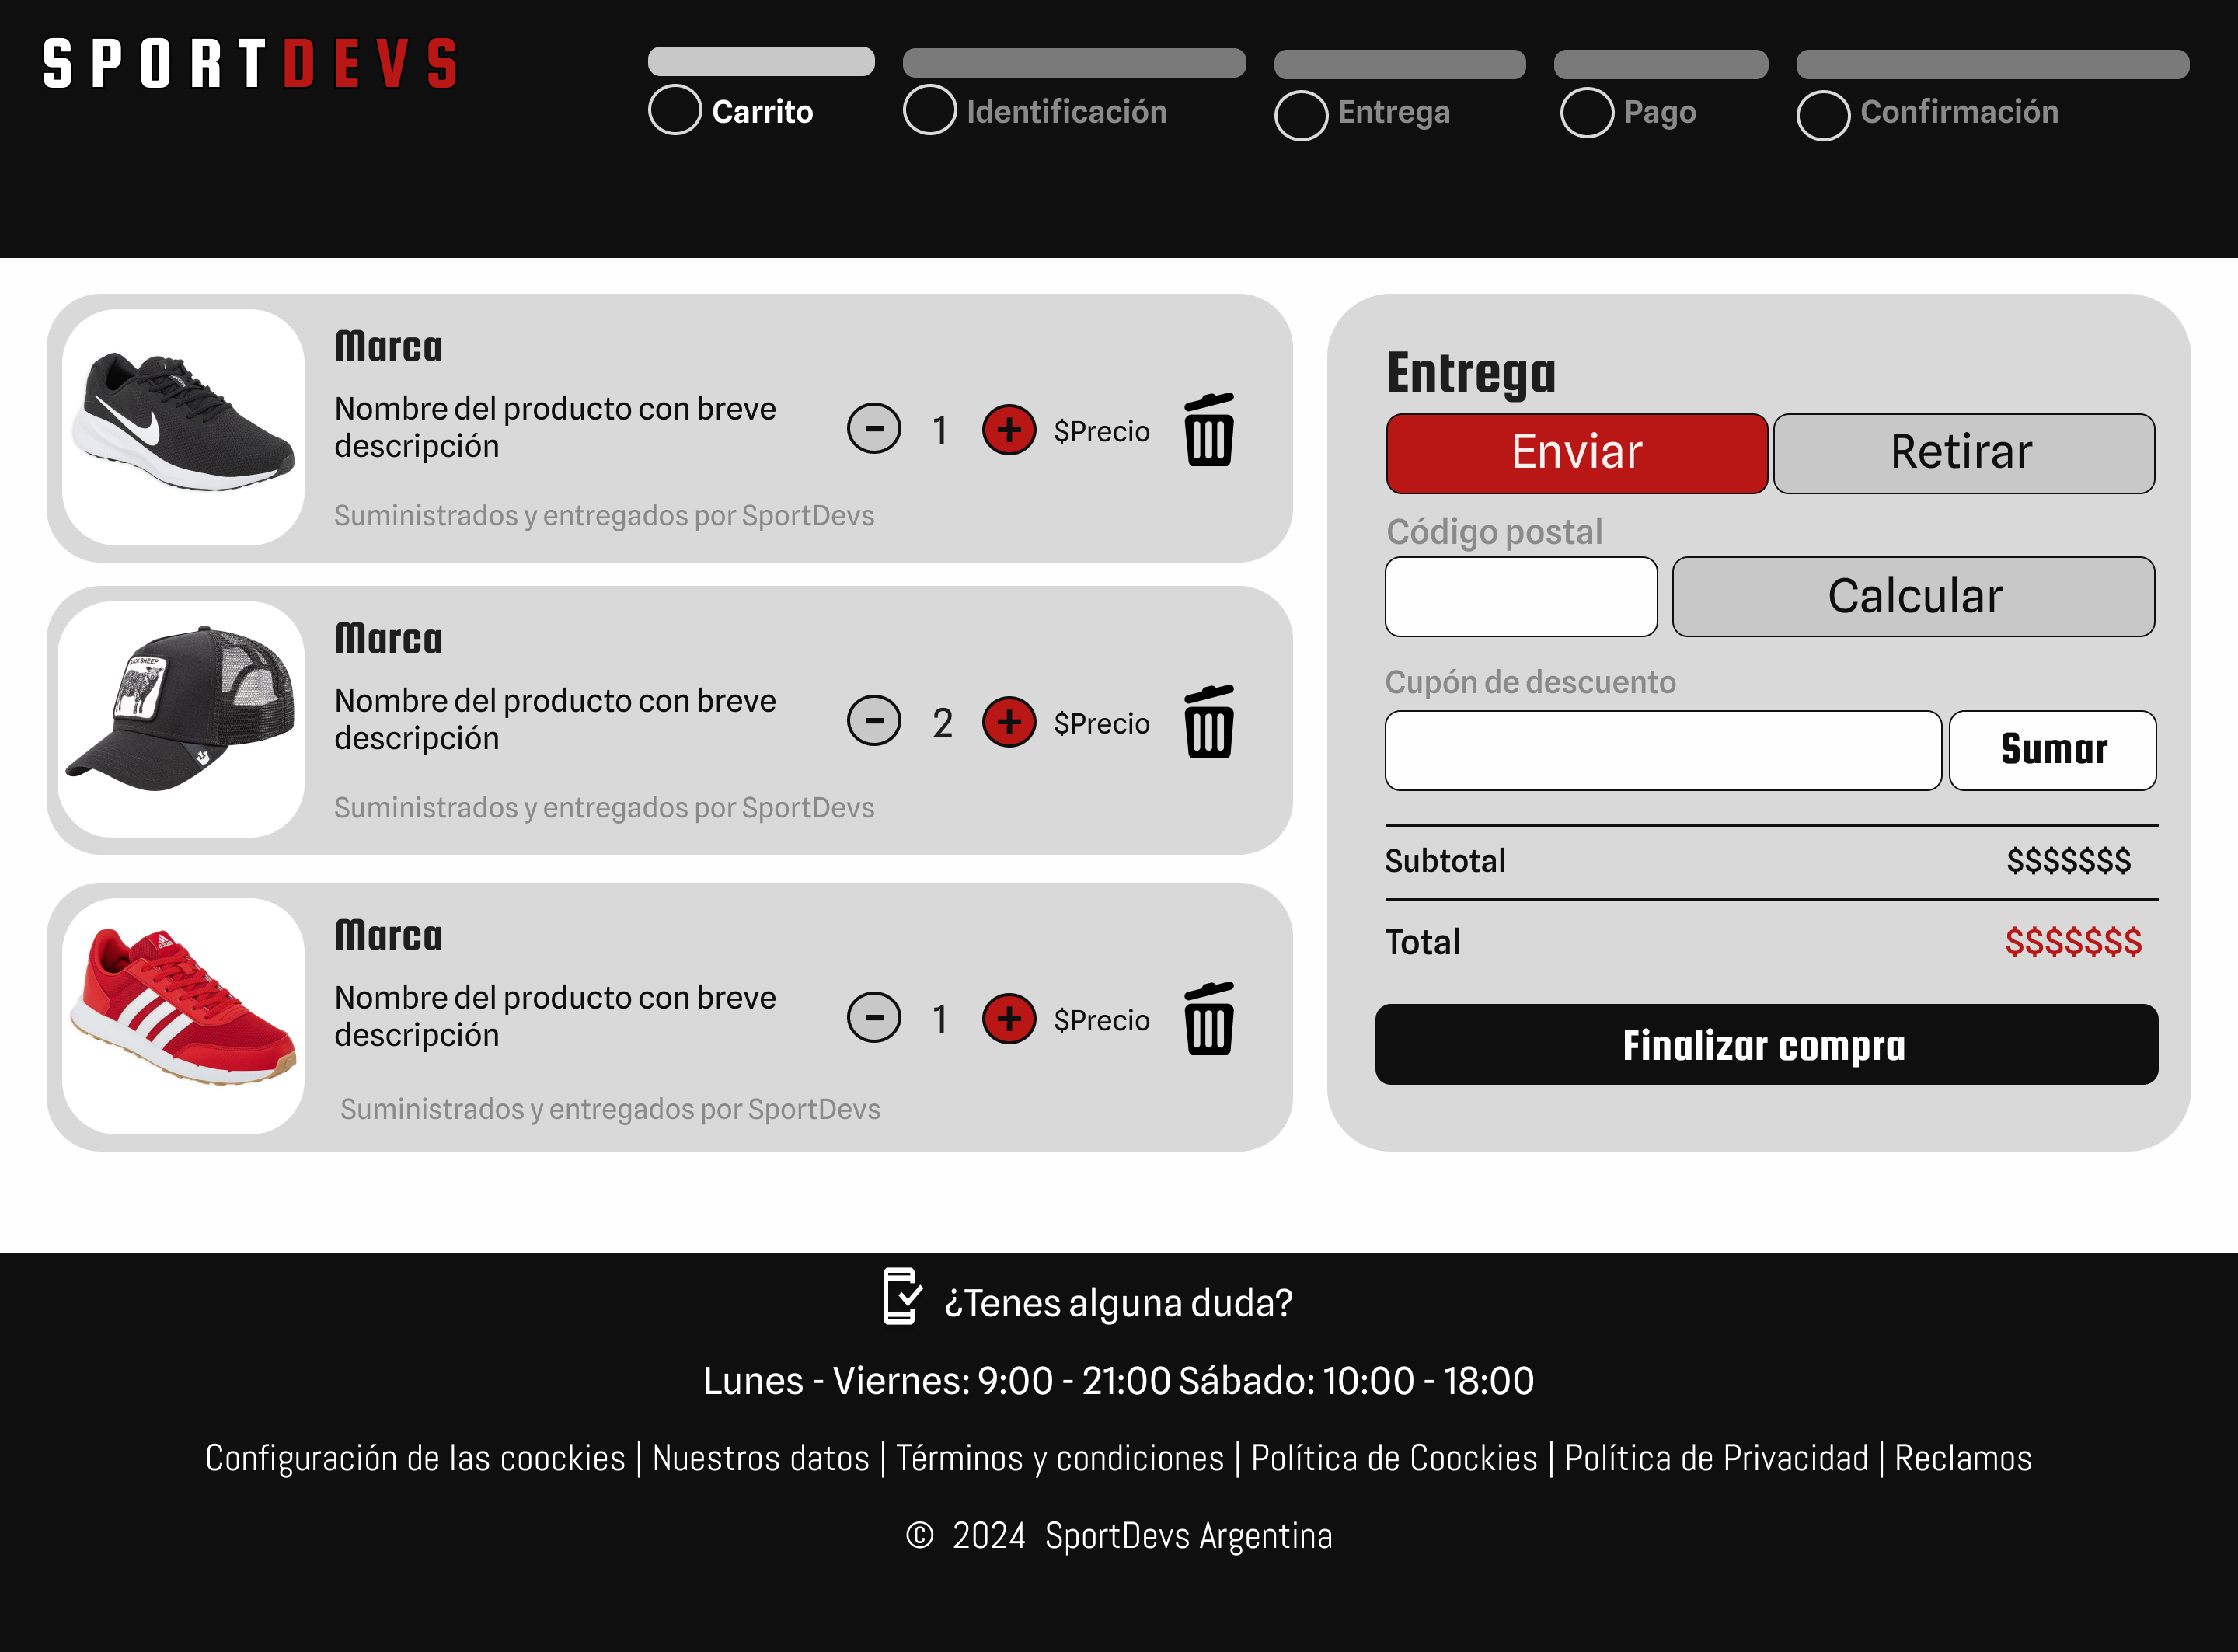 SPORTDEVS
Carrito
Identificación
Entrega
Pago
Confirmación
Marca
Nombre del producto con breve
descripción
- 1 + $Precio
Suministrados y entregados por SportDevs
SHEEP
Marca
Nombre del producto con breve
descripción
- 2 + $Precio
Suministrados y entregados por SportDevs
Marca
Nombre del producto con breve
descripción
- 1 + $Precio
Suministrados y entregados por SportDevs
Entrega
Enviar
Retirar
Código postal
Calcular
Cupón de descuento
Sumar
Subtotal $$$$$$$
Total $$$$$$$
Finalizar compra
¿Tenes alguna duda?
Lunes - Viernes: 9:00 - 21:00 Sábado: 10:00 - 18:00
Configuración de las coockies | Nuestros datos | Términos y condiciones | Política de Coockies | Política de Privacidad | Reclamos
© 2024 SportDevs Argentina